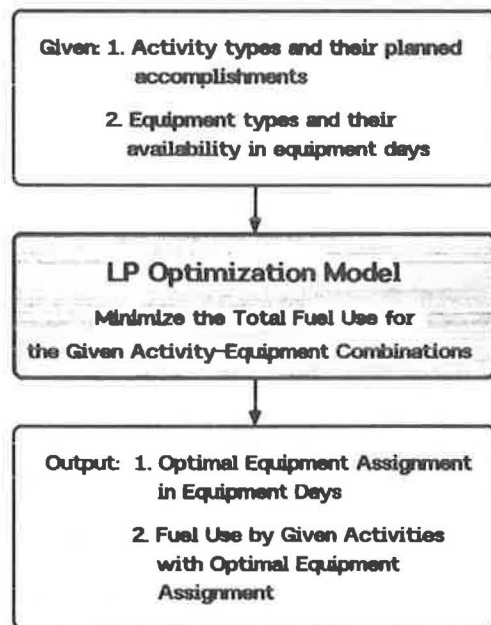 Given: 1. Activity types and their planned
accomplishments
2. Equipment types and their
availability in equipment days
LP Optimization Model
Minimize the Total Fuel Use for
the Given Activity-Equipment Combinations
Output: 1. Optimal Equipment Assignment
in Equipment Days
2. Fuel Use by Given Activities
with Optimal Equipment
Assignment